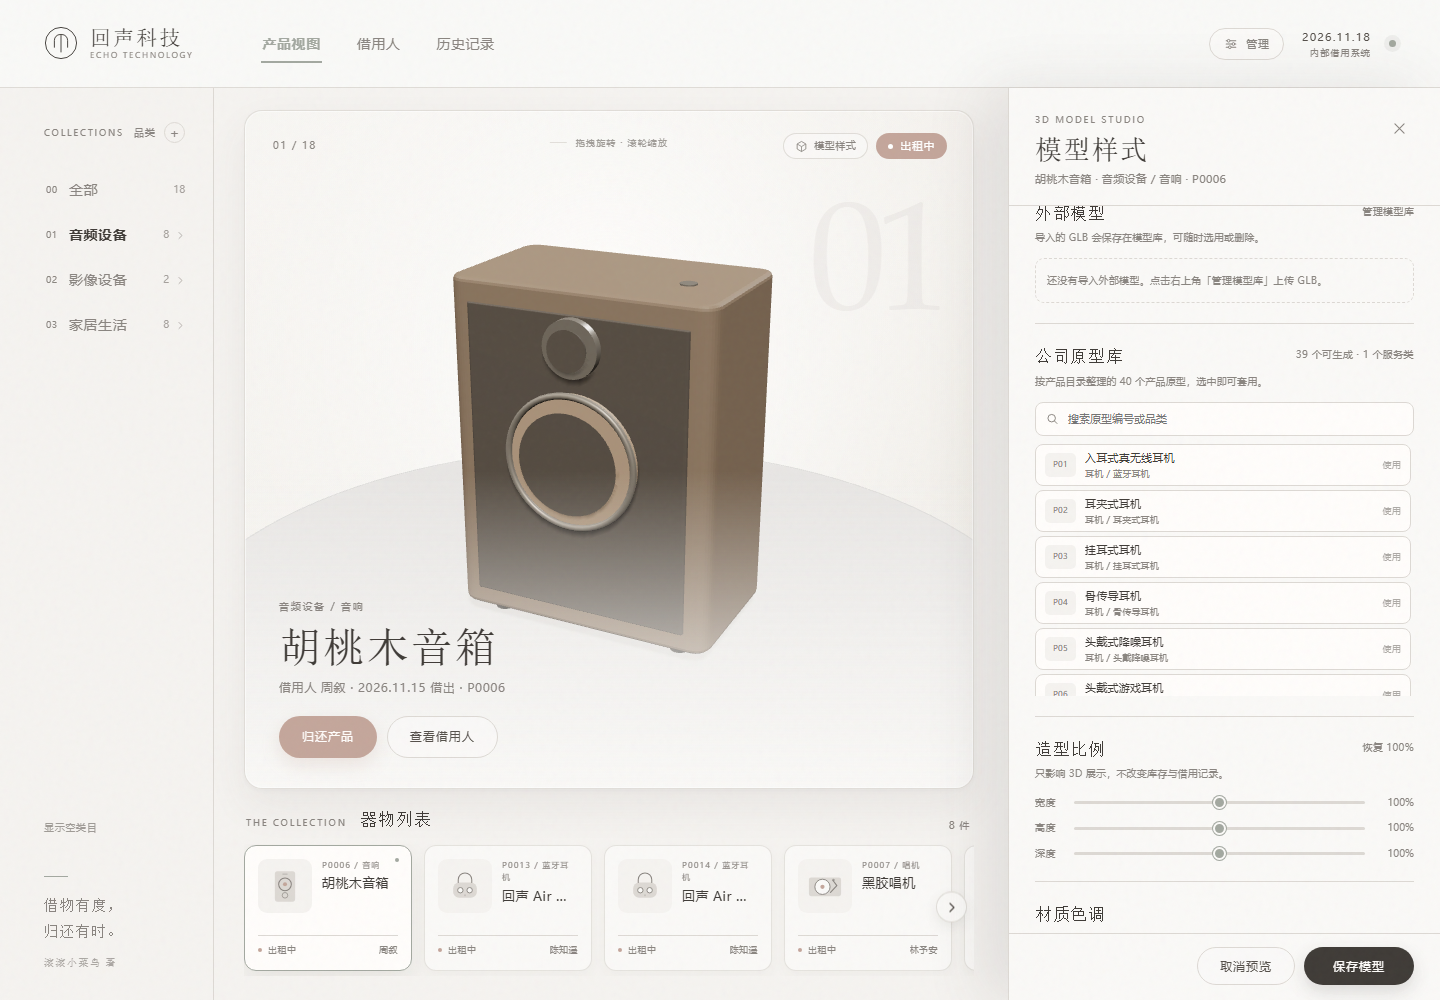 回声科技
ECHO TECHNOLOGY
产品视图
借用人
历史记录
管理
2026.11.18
内部借用系统
COLLECTIONS 品类 +
00 全部 18
01 音频设备 8
02 影像设备 2
03 家居生活 8
显示空类目
借物有度，
归还有时。
小菜鸟 著
01 / 18
拖拽旋转 · 滚轮缩放
模型样式
出租中
01
音频设备 / 音响
胡桃木音箱
借用人 周叙 · 2026.11.15 借出 · P0006
归还产品
查看借用人
THE COLLECTION 器物列表
8 件
P0006 / 音响
胡桃木音箱
出租中 周叙
P0013 / 蓝牙耳
机
回声 Air ...
出租中 陈知遥
P0014 / 蓝牙耳
机
回声 Air ...
出租中 陈知遥
P0007 / 唱机
黑胶唱机
出租中 林予安
3D MODEL STUDIO
模型样式
胡桃木音箱 · 音频设备 / 音响 · P0006
外部模型
管理模型库
导入的 GLB 会保存在模型库，可随时选用或删除。
还没有导入外部模型。点击右上角「管理模型库」上传 GLB。
公司原型库
39 个可生成 · 1 个服务类
按产品目录整理的 40 个产品原型，选中即可套用。
搜索原型编号或品类
P01 入耳式真无线耳机 使用
耳机 / 蓝牙耳机
P02 耳夹式耳机 使用
耳机 / 耳夹式耳机
P03 挂耳式耳机 使用
耳机 / 挂耳式耳机
P04 骨传导耳机 使用
耳机 / 骨传导耳机
P05 头戴式降噪耳机 使用
耳机 / 头戴降噪耳机
P06 头戴式游戏耳机 使用
造型比例
恢复 100%
只影响 3D 展示，不改变库存与借用记录。
宽度 100%
高度 100%
深度 100%
材质色调
取消预览
保存模型